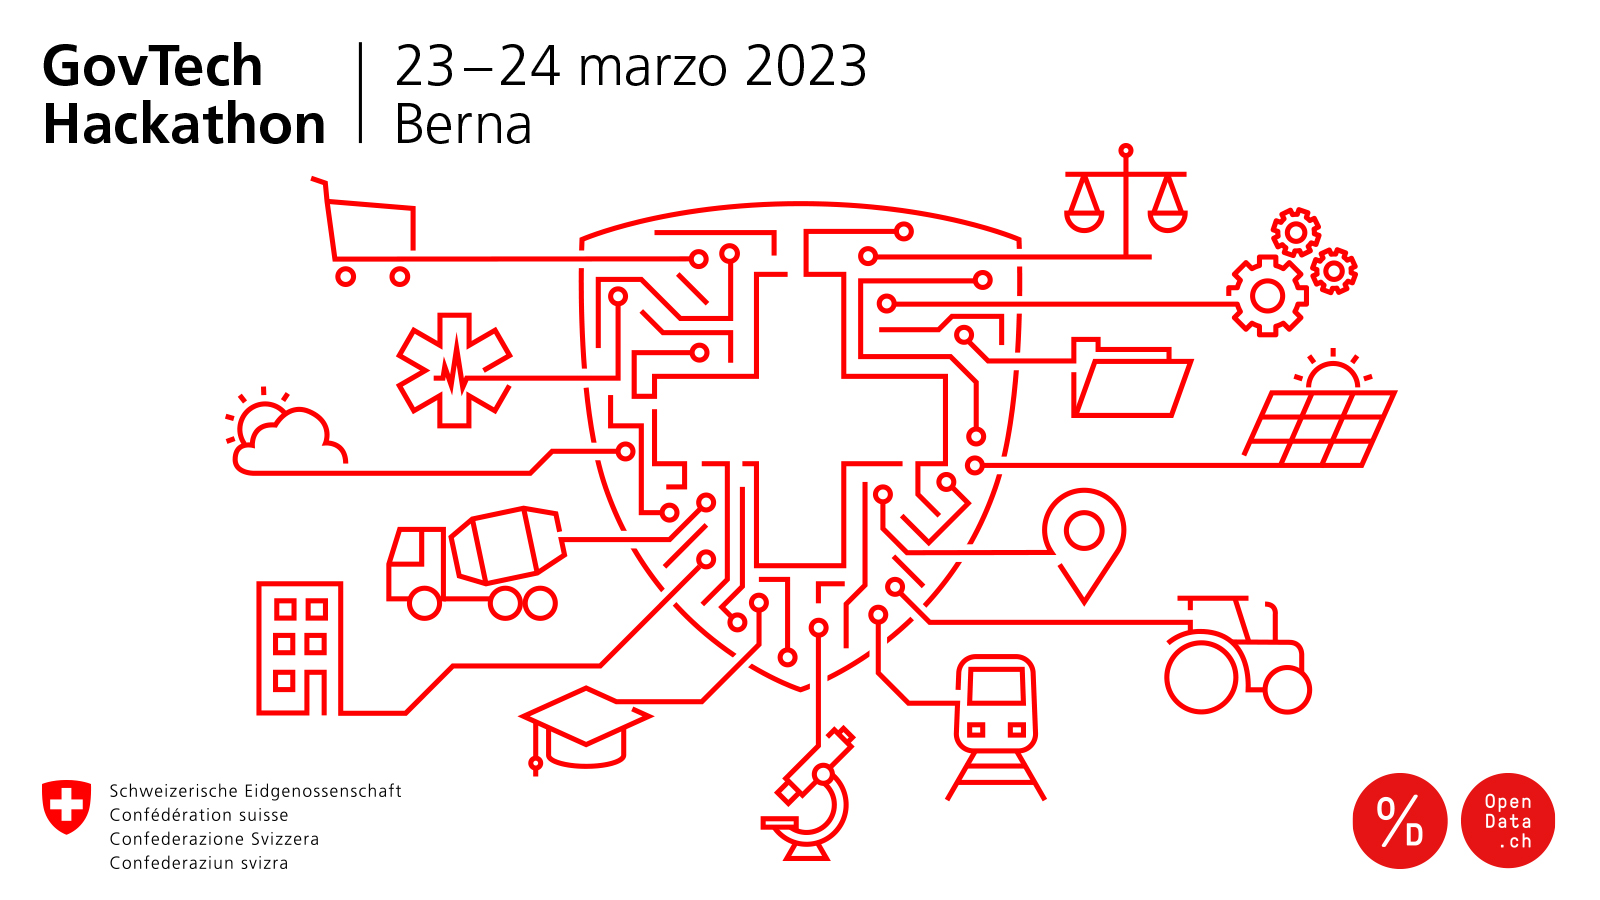 GovTech
Hackathon
23–24 marzo 2023
Berna
Schweizerische Eidgenossenschaft
Confédération suisse
Confederazione Svizzera
Confederaziun svizra
O/D
Open
Data
.ch